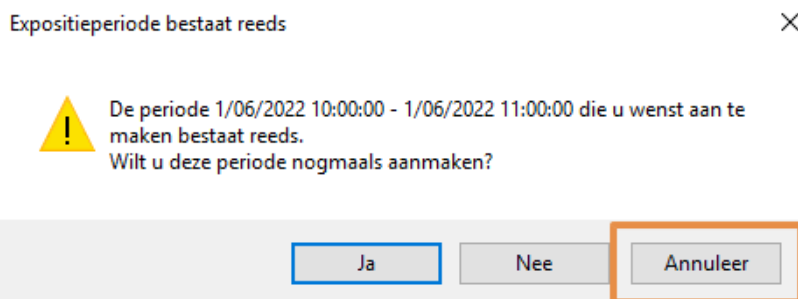 Expositieperiode bestaat reeds
De periode 1/06/2022 10:00:00 - 1/06/2022 11:00:00 die u wenst aan te
maken bestaat reeds.
Wilt u deze periode nogmaals aanmaken?
Ja Nee Annuleer